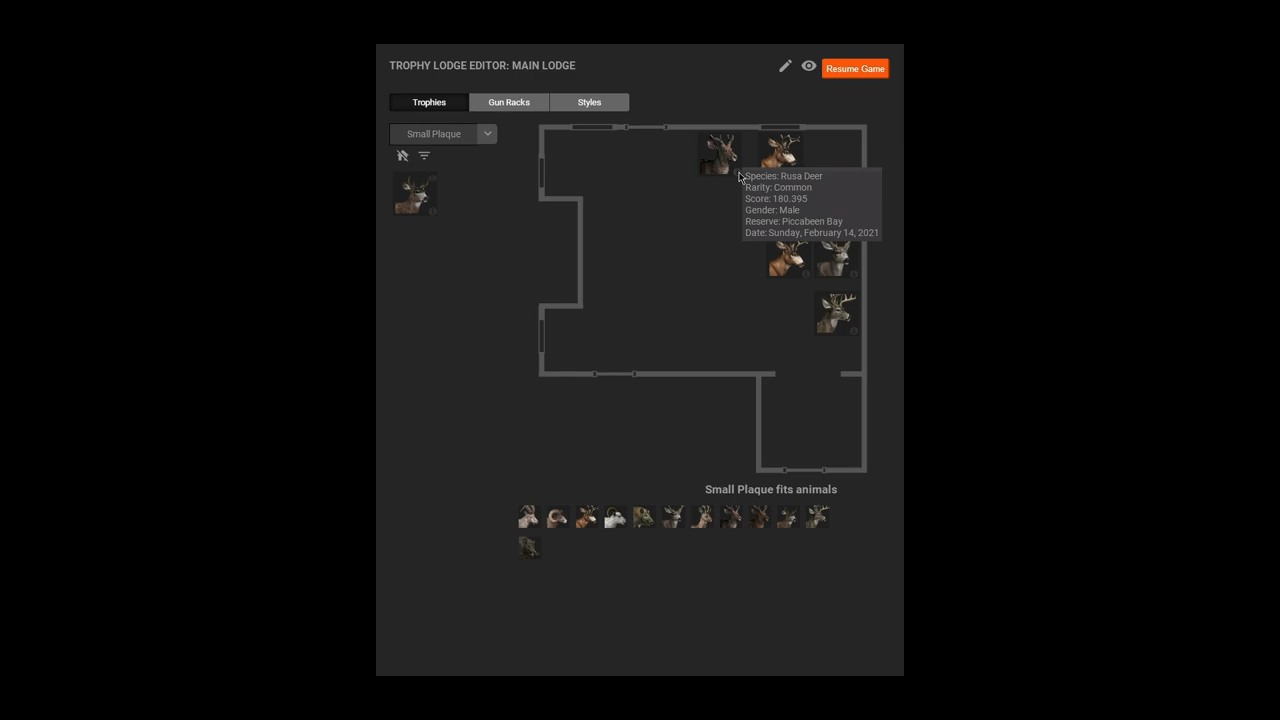 TROPHY LODGE EDITOR: MAIN LODGE
Resume Game
Trophies
Gun Racks
Styles
Small Plaque
Species: Rusa Deer
Rarity: Common
Score: 180.395
Gender: Male
Reserve: Piccabeen Bay
Date: Sunday, February 14, 2021
Small Plaque fits animals